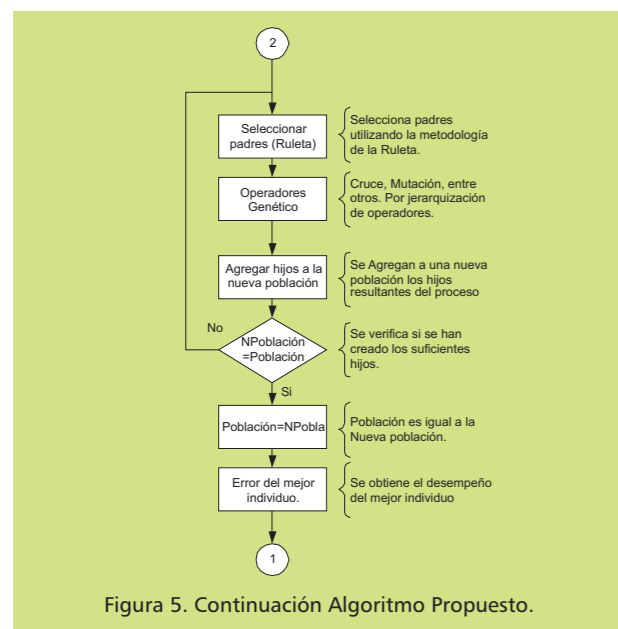 2
Seleccionar
padres (Ruleta)
Selecciona padres
utilizando la metodología
de la Ruleta.
Operadores
Genético
Cruce, Mutación, entre
otros. Por jerarquización
de operadores.
Agregar hijos a la
nueva población
Se Agregan a una nueva
población los hijos
resultantes del proceso
No
NPoblación
=Población
Se verifica si se han
creado los suficientes
hijos.
Si
Población=NPobla
Población es igual a la
Nueva población.
Error del mejor
individuo.
Se obtiene el desempeño
del mejor individuo
1
Figura 5. Continuación Algoritmo Propuesto.